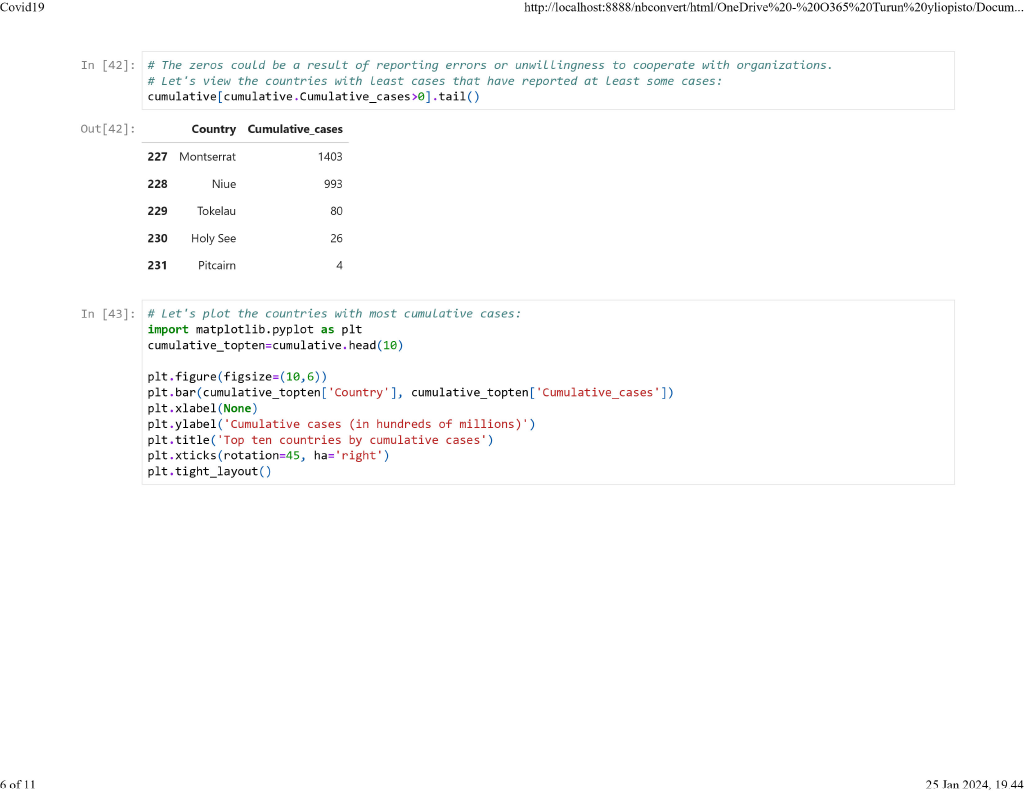 Covid19 http://localhost:8888/nbconvert/html/OneDrive%20-%20O365%20Turun%20yliopisto/Docum...
In [42]: # The zeros could be a result of reporting errors or unwillingness to cooperate with organizations.
# Let's view the countries with least cases that have reported at least some cases:
cumulative[cumulative.Cumulative_cases>0].tail()
Out[42]: Country Cumulative_cases
227 Montserrat 1403
228 Niue 993
229 Tokelau 80
230 Holy See 26
231 Pitcairn 4
In [43]: # Let's plot the countries with most cumulative cases:
import matplotlib.pyplot as plt
cumulative_topten=cumulative.head(10)
plt.figure(figsize=(10,6))
plt.bar(cumulative_topten['Country'], cumulative_topten['Cumulative_cases'])
plt.xlabel(None)
plt.ylabel('Cumulative cases (in hundreds of millions)')
plt.title('Top ten countries by cumulative cases')
plt.xticks(rotation=45, ha='right')
plt.tight_layout()
6 of 11 25 Jan 2024, 19.44